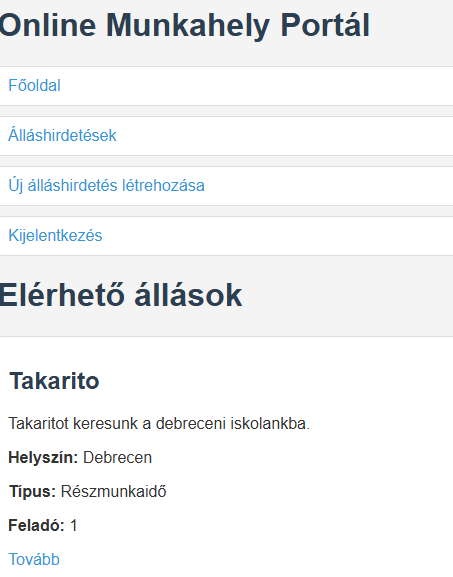 Online Munkahely Portál
Főoldal
Álláshirdetések
Új álláshirdetés létrehozása
Kijelentkezés
Elérhető állások
Takarito
Takaritot keresunk a debreceni iskolankba.
Helyszín: Debrecen
Típus: Részmunkaidő
Feladó: 1
Tovább